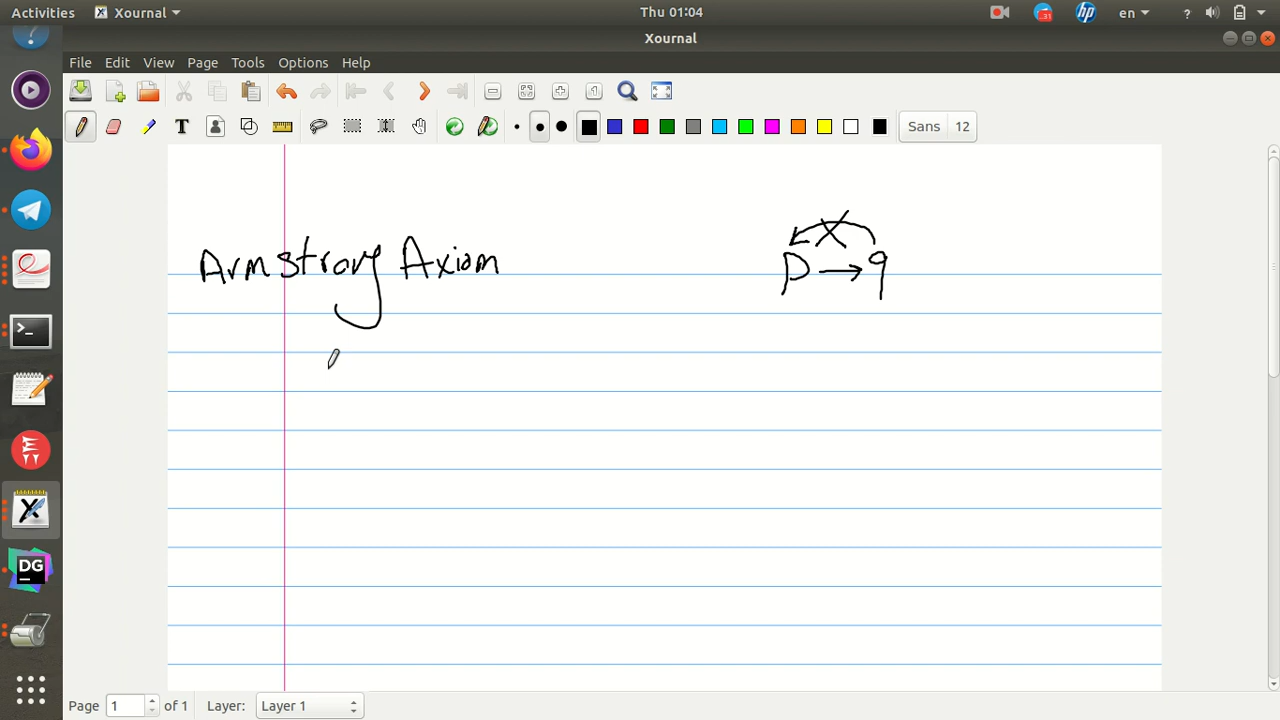 Activities Xournal Thu 01:04 en ?
Xournal
File Edit View Page Tools Options Help
T Sans 12
Armstrong Axiom
p → q
DG
Page 1 of 1 Layer: Layer 1